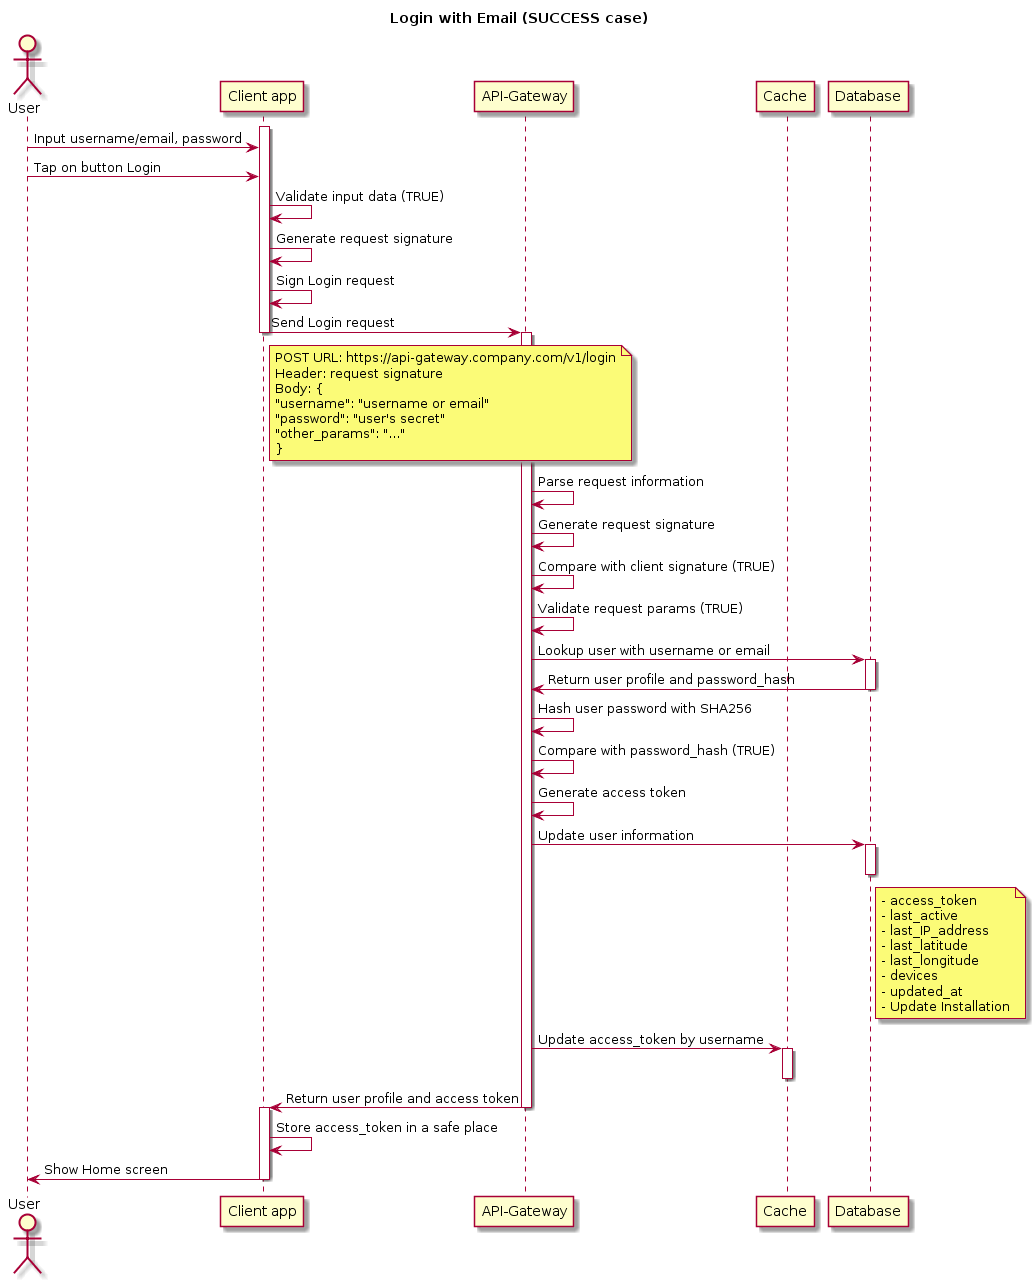 Login with Email (SUCCESS case)
User
Client app
API-Gateway
Cache
Database
Input username/email, password
Tap on button Login
Validate input data (TRUE)
Generate request signature
Sign Login request
Send Login request
POST URL: https://api-gateway.company.com/v1/login
Header: request signature
Body: {
"username": "username or email"
"password": "user's secret"
"other_params": "..."
}
Parse request information
Generate request signature
Compare with client signature (TRUE)
Validate request params (TRUE)
Lookup user with username or email
Return user profile and password_hash
Hash user password with SHA256
Compare with password_hash (TRUE)
Generate access token
Update user information
- access_token
- last_active
- last_IP_address
- last_latitude
- last_longitude
- devices
- updated_at
- Update Installation
Update access_token by username
Return user profile and access token
Store access_token in a safe place
Show Home screen
User
Client app
API-Gateway
Cache
Database